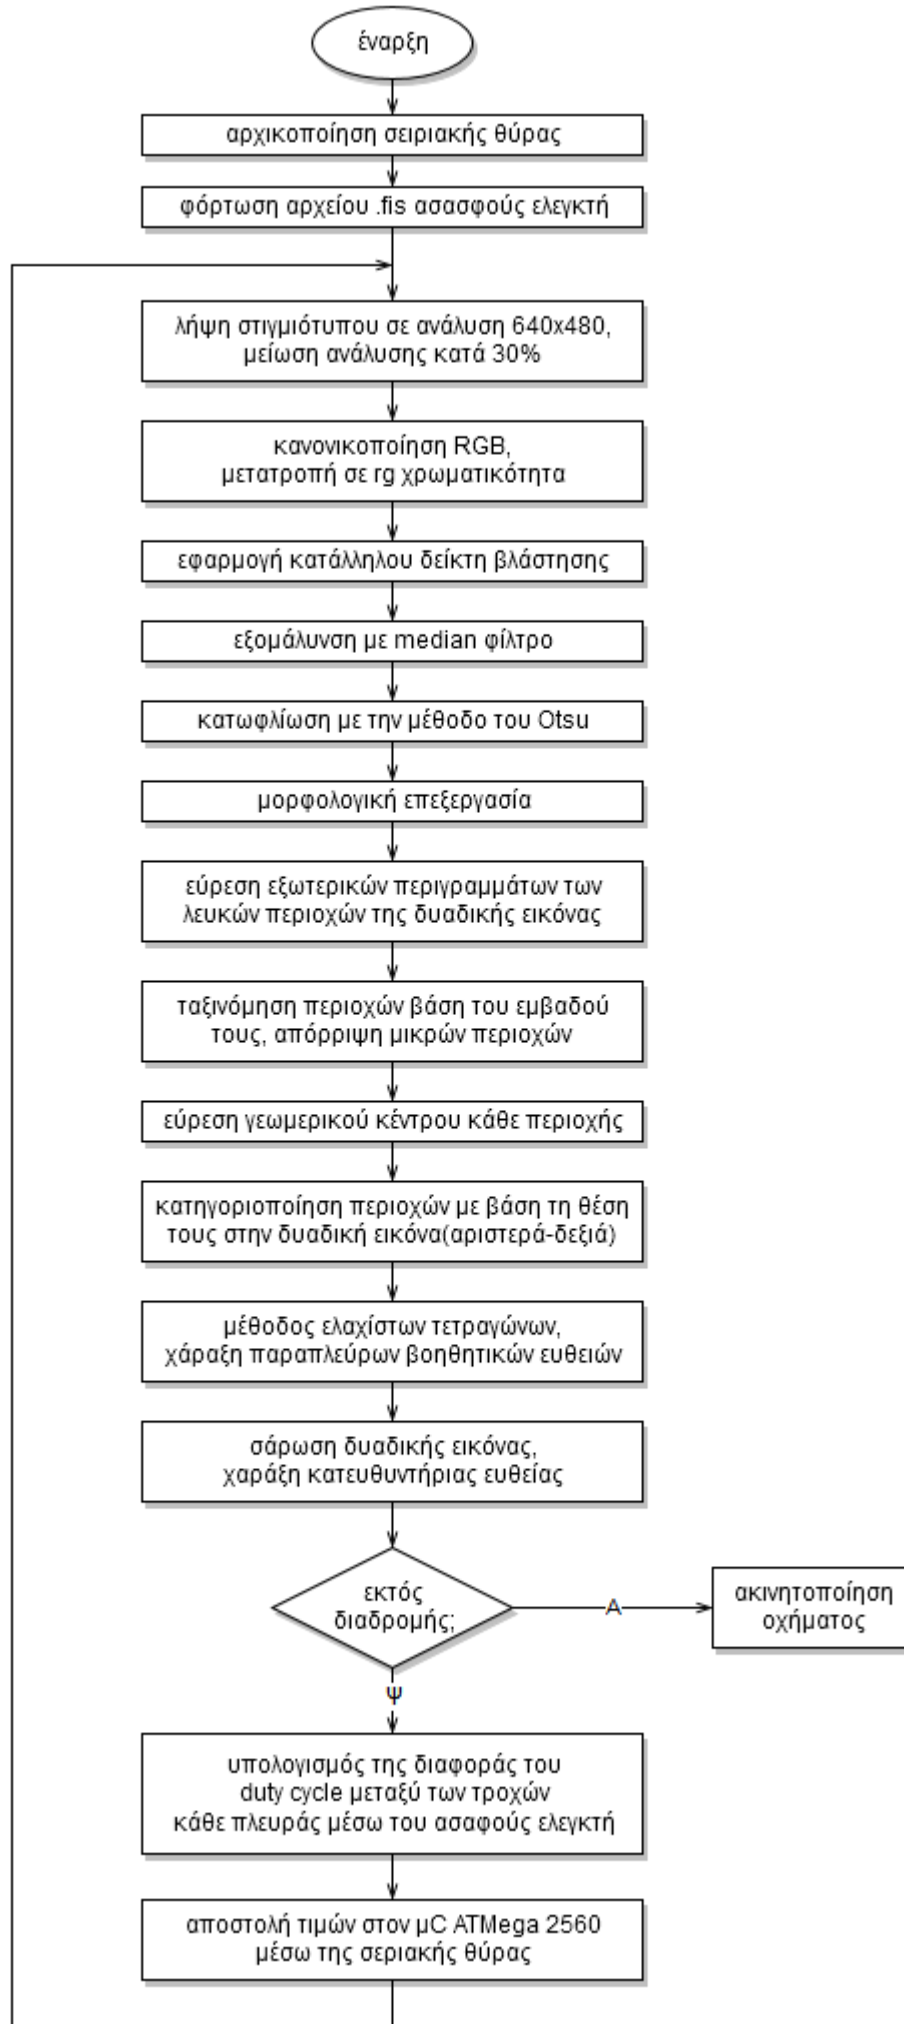 έναρξη
αρχικοποίηση σειριακής θύρας
φόρτωση αρχείου .fis ασασφούς ελεγκτή
λήψη στιγμιότυπου σε ανάλυση 640x480,
μείωση ανάλυσης κατά 30%
κανονικοποίηση RGB,
μετατροπή σε rg χρωματικότητα
εφαρμογή κατάλληλου δείκτη βλάστησης
εξομάλυνση με median φίλτρο
κατωφλίωση με την μέθοδο του Otsu
μορφολογική επεξεργασία
εύρεση εξωτερικών περιγραμμάτων των
λευκών περιοχών της δυαδικής εικόνας
ταξινόμηση περιοχών βάση του εμβαδού
τους, απόρριψη μικρών περιοχών
εύρεση γεωμερικού κέντρου κάθε περιοχής
κατηγοριοποίηση περιοχών με βάση τη θέση
τους στην δυαδική εικόνα(αριστερά-δεξιά)
μέθοδος ελαχίστων τετραγώνων,
χάραξη παραπλεύρων βοηθητικών ευθειών
σάρωση δυαδικής εικόνας,
χαράξη κατευθυντήριας ευθείας
εκτός
διαδρομής;
Α
ακινητοποίηση
οχήματος
Ψ
υπολογισμός της διαφοράς του
duty cycle μεταξύ των τροχών
κάθε πλευράς μέσω του ασαφούς ελεγκτή
αποστολή τιμών στον μC ATMega 2560
μέσω της σεριακής θύρας